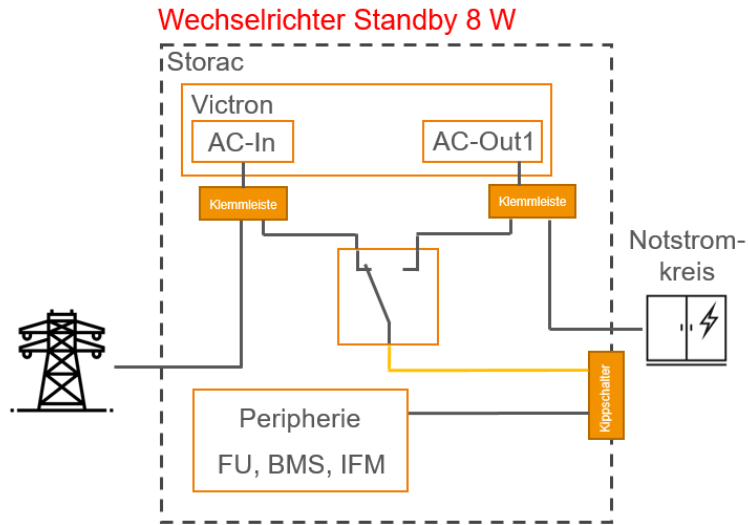 Wechselrichter Standby 8 W
Storac
Victron
AC-In
AC-Out1
Klemmleiste
Klemmleiste
Notstrom-
kreis
Kippschalter
Peripherie
FU, BMS, IFM